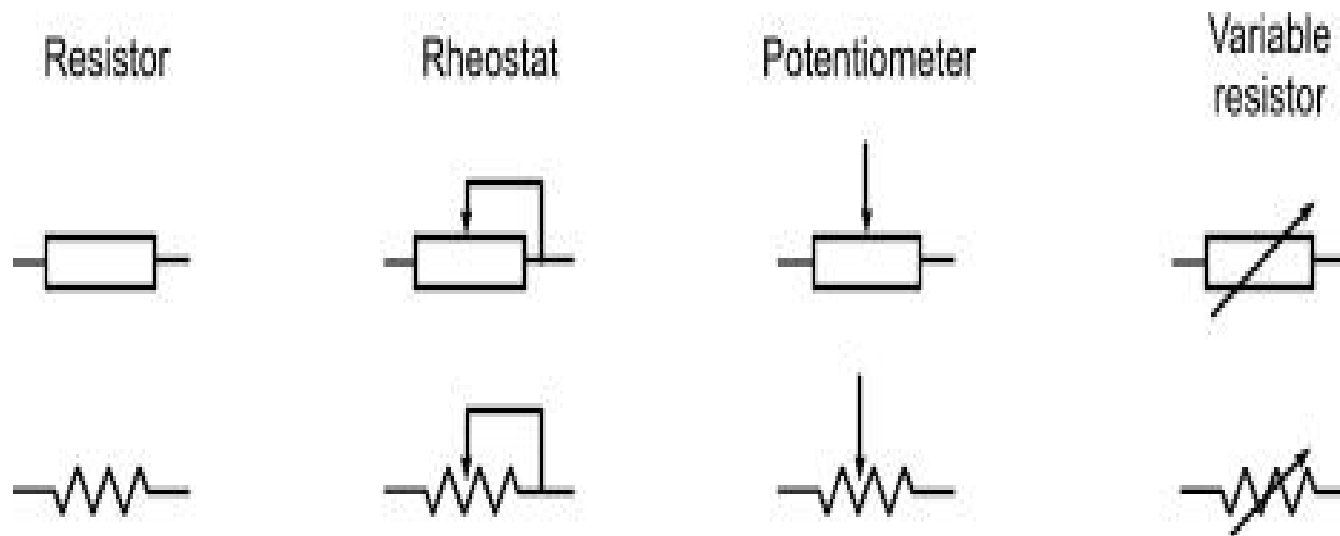 Resistor
Rheostat
Potentiometer
Variable
resistor